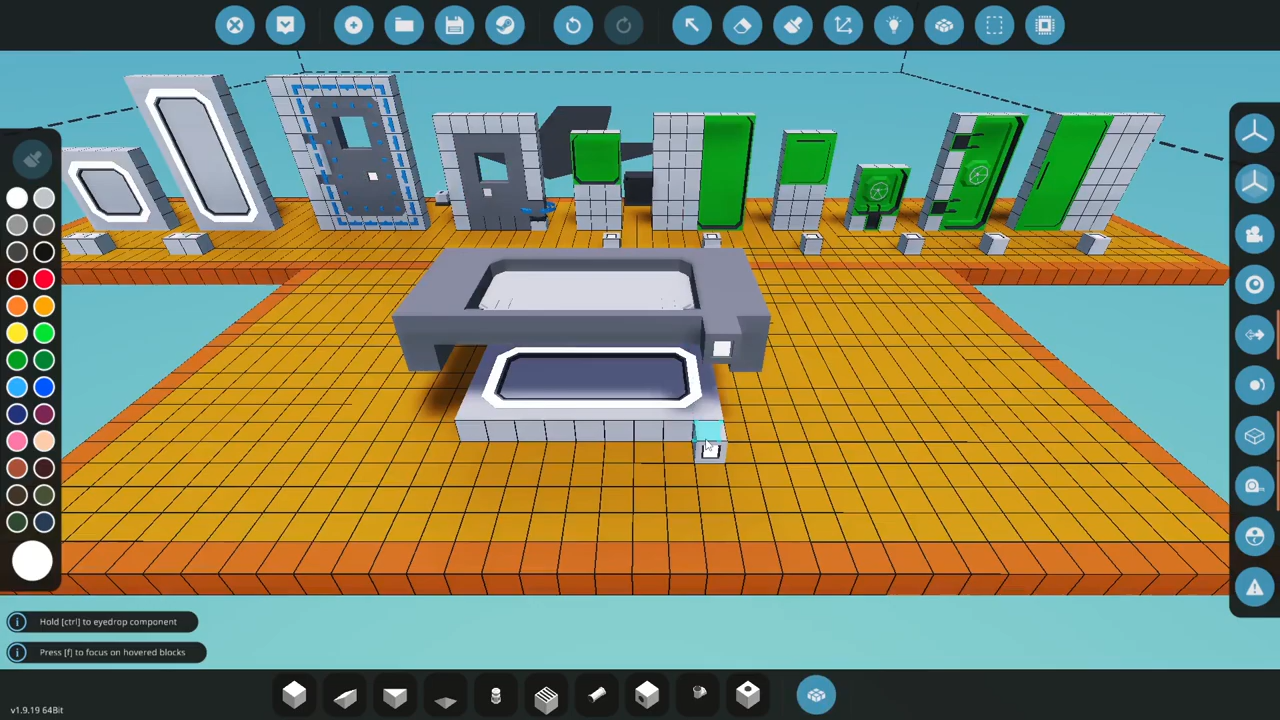 Hold [ctrl] to eyedrop component
Press [f] to focus on hovered blocks
v1.9.19 64Bit